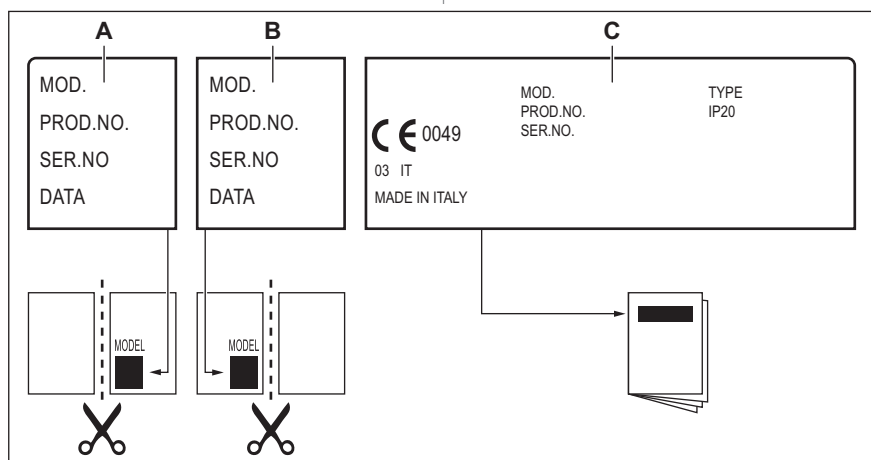 A
B
C
MOD.
PROD.NO.
SER.NO
DATA
MOD.
PROD.NO.
SER.NO
DATA
MOD.
PROD.NO.
SER.NO.
TYPE
IP20
CE 0049
03 IT
MADE IN ITALY
MODEL
MODEL